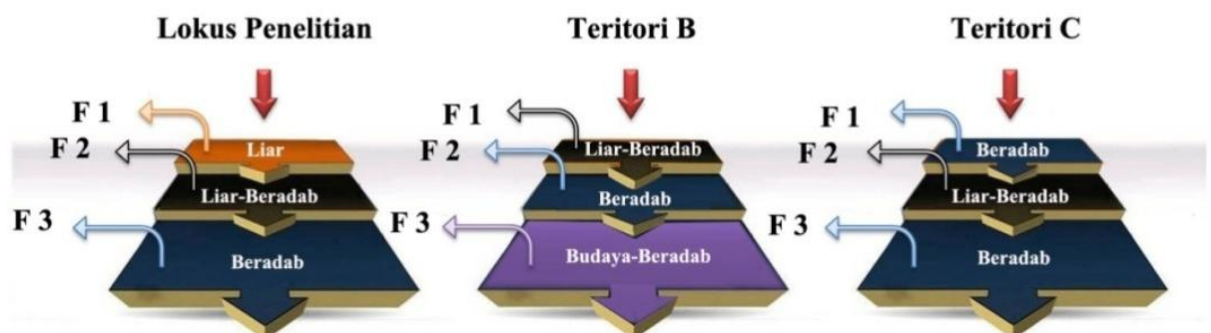 Lokus Penelitian
F 1
Liar
F 2
Liar-Beradab
F 3
Beradab
Teritori B
F 1
Liar-Beradab
F 2
Beradab
F 3
Budaya-Beradab
Teritori C
F 1
Beradab
F 2
Liar-Beradab
F 3
Beradab